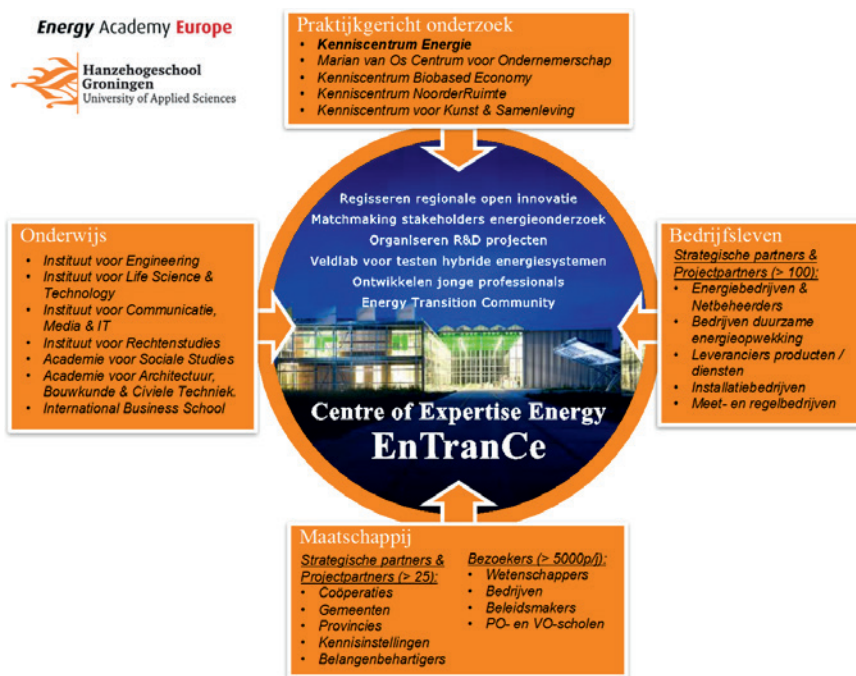 Energy Academy Europe
Hanzehogeschool
Groningen
University of Applied Sciences
Praktijkgericht onderzoek
• Kenniscentrum Energie
• Marian van Os Centrum voor Ondernemerschap
• Kenniscentrum Biobased Economy
• Kenniscentrum NoorderRuimte
• Kenniscentrum voor Kunst & Samenleving
Onderwijs
• Instituut voor Engineering
• Instituut voor Life Science &
Technology
• Instituut voor Communicatie,
Media & IT
• Instituut voor Rechtenstudies
• Academie voor Sociale Studies
• Academie voor Architectuur,
Bouwkunde & Civiele Techniek.
• International Business School
Regisseren regionale open innovatie
Matchmaking stakeholders energieonderzoek
Organiseren R&D projecten
Veldlab voor testen hybride energiesystemen
Ontwikkelen jonge professionals
Energy Transition Community
Centre of Expertise Energy
EnTranCe
Bedrijfsleven
Strategische partners &
Projectpartners (> 100):
• Energiebedrijven &
Netbeheerders
• Bedrijven duurzame
energieopwekking
• Leveranciers producten /
diensten
• Installatiebedrijven
• Meet- en regelbedrijven
Maatschappij
Strategische partners &
Projectpartners (> 25):
• Coöperaties
• Gemeenten
• Provincies
• Kennisinstellingen
• Belangenbehartigers
Bezoekers (> 5000p/j):
• Wetenschappers
• Bedrijven
• Beleidsmakers
• PO- en VO-scholen